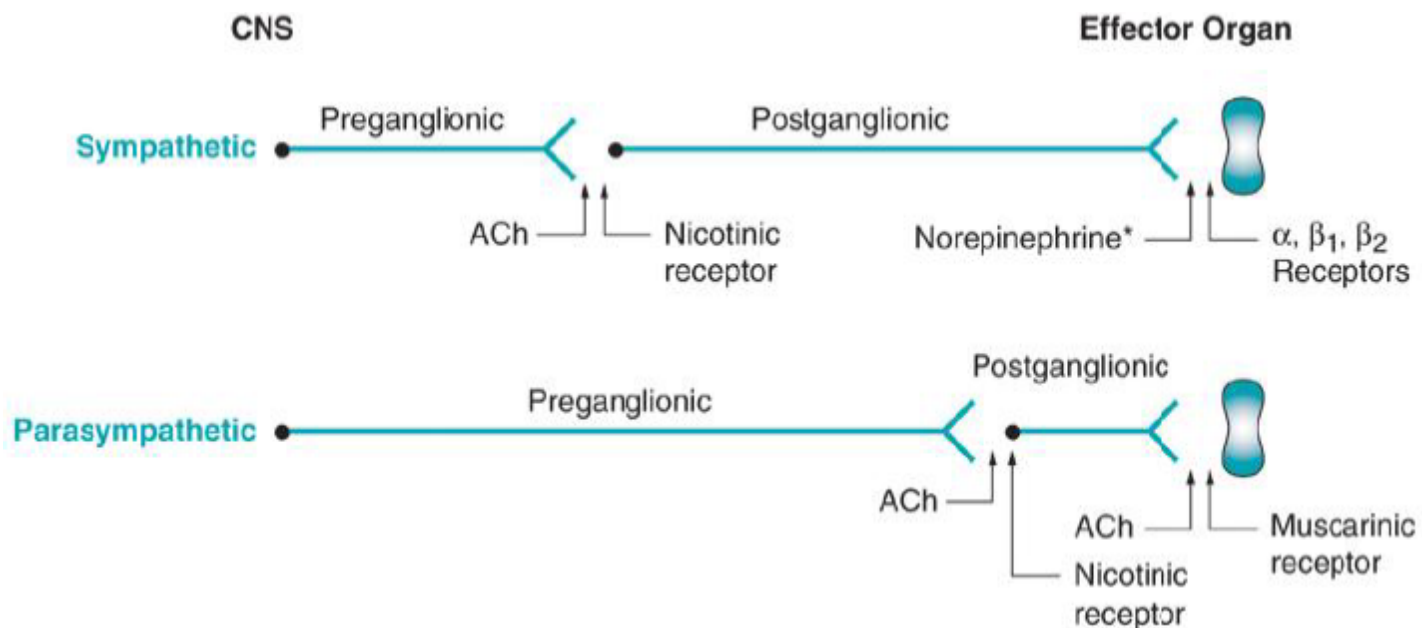 CNS
Effector Organ
Preganglionic
Postganglionic
Sympathetic
ACh
Nicotinic
receptor
Norepinephrine*
α, β₁, β₂
Receptors
Postganglionic
Preganglionic
Parasympathetic
ACh
ACh
Muscarinic
receptor
Nicotinic
receptor